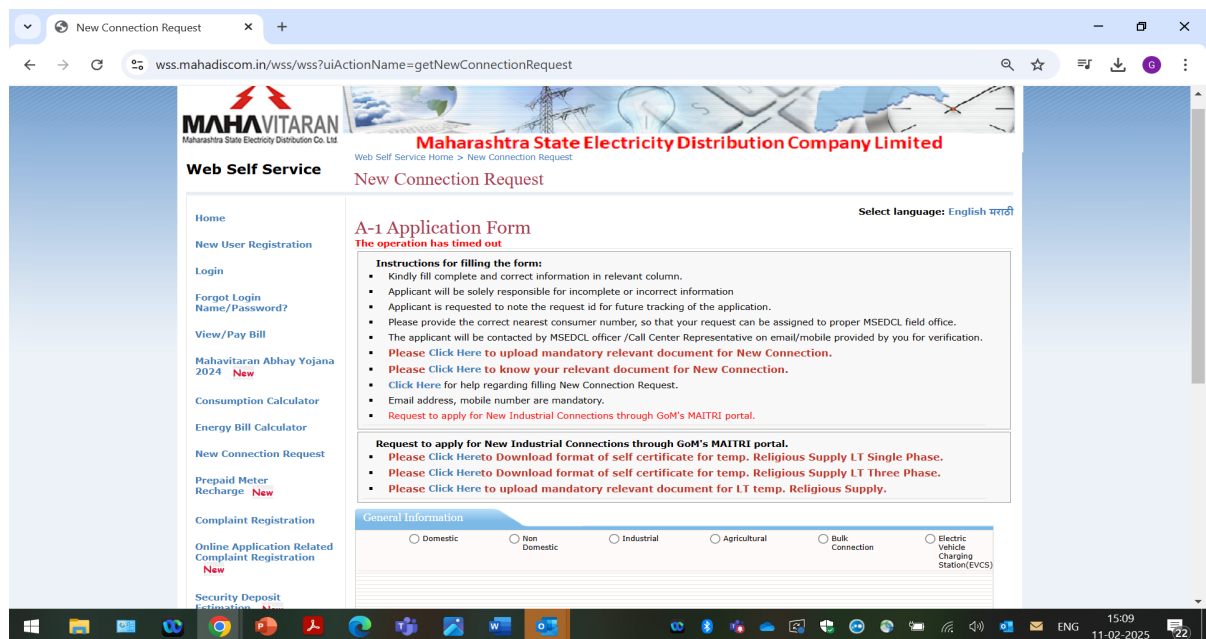 New Connection Request
wss.mahadiscom.in/wss/wss?uiActionName=getNewConnectionRequest
G
MAHAVITARAN
Maharashtra State Electricity Distribution Co. Ltd.
Maharashtra State Electricity Distribution Company Limited
Web Self Service
Web Self Service Home > New Connection Request
New Connection Request
Home
New User Registration
Login
Forgot Login
Name/Password?
View/Pay Bill
Mahavitaran Abhay Yojana
2024 New
Consumption Calculator
Energy Bill Calculator
New Connection Request
Prepaid Meter
Recharge New
Complaint Registration
Online Application Related
Complaint Registration
New
Security Deposit
Estimation New
Select language: English मराठी
A-1 Application Form
The operation has timed out
Instructions for filling the form:
Kindly fill complete and correct information in relevant column.
Applicant will be solely responsible for incomplete or incorrect information
Applicant is requested to note the request id for future tracking of the application.
Please provide the correct nearest consumer number, so that your request can be assigned to proper MSEDCL field office.
The applicant will be contacted by MSEDCL officer /Call Center Representative on email/mobile provided by you for verification.
Please Click Here to upload mandatory relevant document for New Connection.
Please Click Here to know your relevant document for New Connection.
Click Here for help regarding filling New Connection Request.
Email address, mobile number are mandatory.
Request to apply for New Industrial Connections through GoM's MAITRI portal.
Request to apply for New Industrial Connections through GoM's MAITRI portal.
Please Click Hereto Download format of self certificate for temp. Religious Supply LT Single Phase.
Please Click Hereto Download format of self certificate for temp. Religious Supply LT Three Phase.
Please Click Here to upload mandatory relevant document for LT temp. Religious Supply.
General Information
Domestic
Non
Domestic
Industrial
Agricultural
Bulk
Connection
Electric
Vehicle
Charging
Station(EVCS)
ENG
15:09
11-02-2025
22